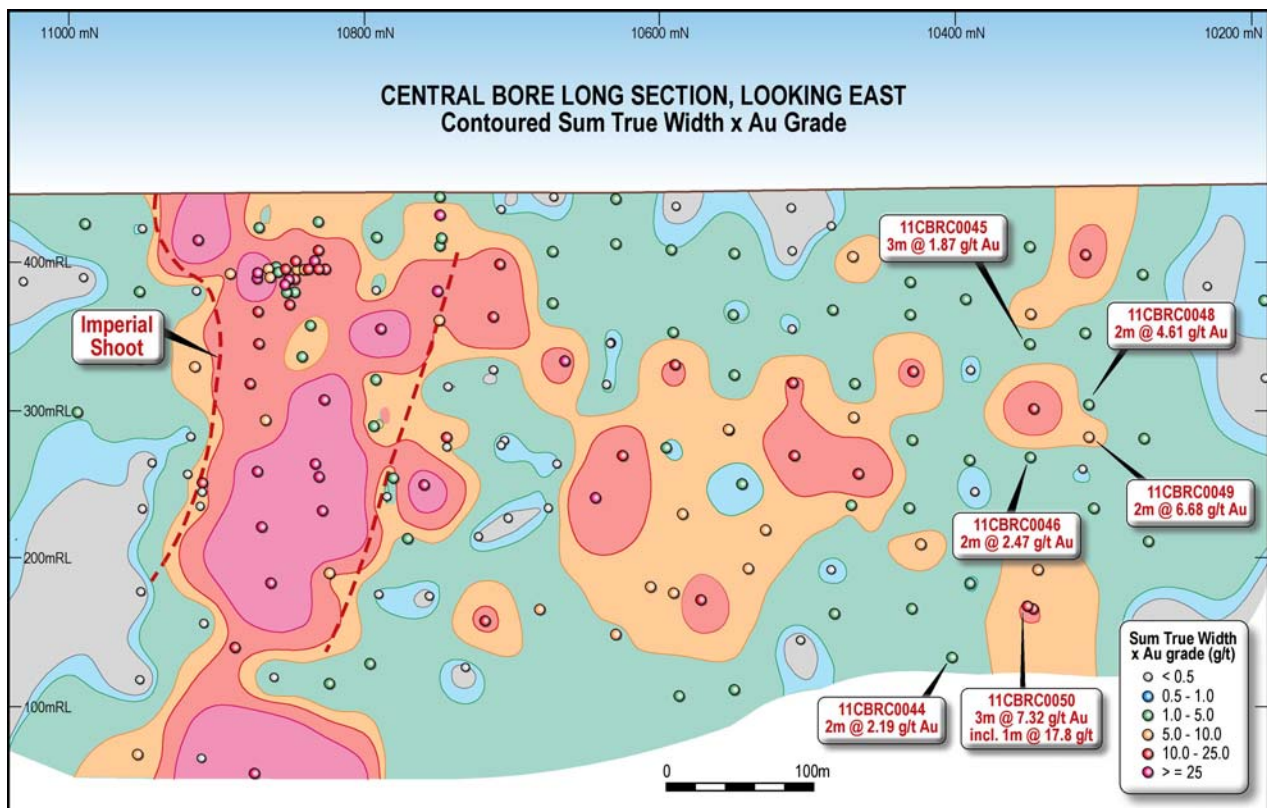 11000 mN
10800 mN
10600 mN
10400 mN
10200 mN
CENTRAL BORE LONG SECTION, LOOKING EAST
Contoured Sum True Width x Au Grade
400mRL
300mRL
200mRL
100mRL
Imperial
Shoot
11CBRC0045
3m @ 1.87 g/t Au
11CBRC0048
2m @ 4.61 g/t Au
11CBRC0049
2m @ 6.68 g/t Au
11CBRC0046
2m @ 2.47 g/t Au
11CBRC0044
2m @ 2.19 g/t Au
11CBRC0050
3m @ 7.32 g/t Au
incl. 1m @ 17.8 g/t
Sum True Width
x Au grade (g/t)
< 0.5
0.5 - 1.0
1.0 - 5.0
5.0 - 10.0
10.0 - 25.0
> = 25
0
100m